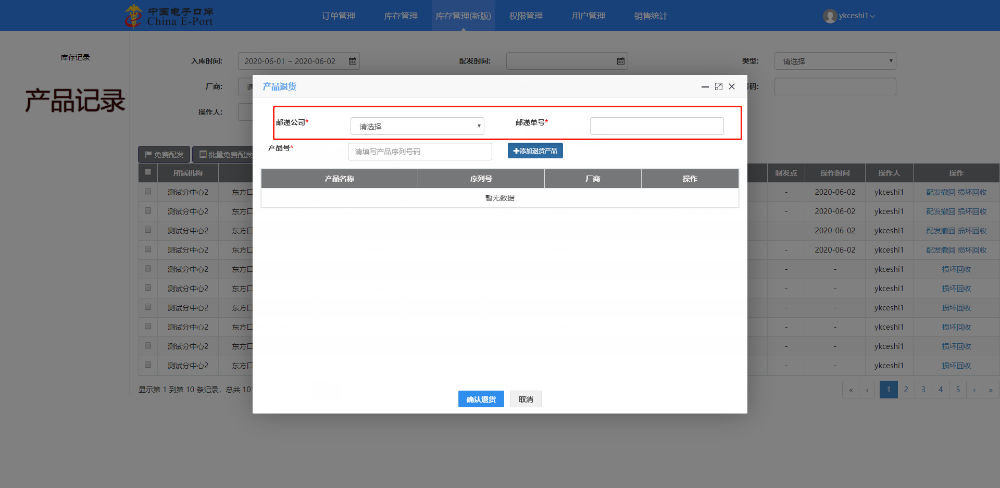 中国电子口岸
China E-Port
订单管理 库存管理 库存管理(新版) 权限管理 用户管理 销售统计 ykceshi1
库存记录
产品记录
入库时间: 2020-06-01 ~ 2020-06-02 配发时间: 类型: 请选择
厂商: 请 号码:
操作人:
产品退货
邮递公司* 请选择 邮递单号*
产品号* 请填写产品序列号码 添加退货产品
产品名称 序列号 厂商 操作
暂无数据
确认退货 取消
免费配发 批量免费配发
所属机构 制发点 操作时间 操作人 操作
测试分中心2 东方口 - 2020-06-02 ykceshi1 配发撤回 损坏回收
测试分中心2 东方口 - 2020-06-02 ykceshi1 配发撤回 损坏回收
测试分中心2 东方口 - 2020-06-02 ykceshi1 配发撤回 损坏回收
测试分中心2 东方口 - 2020-06-02 ykceshi1 配发撤回 损坏回收
测试分中心2 东方口 - - ykceshi1 损坏回收
测试分中心2 东方口 - - ykceshi1 损坏回收
测试分中心2 东方口 - - ykceshi1 损坏回收
测试分中心2 东方口 - - ykceshi1 损坏回收
测试分中心2 东方口 - - ykceshi1 损坏回收
测试分中心2 东方口 - - ykceshi1 损坏回收
显示第 1 到第 10 条记录，总共 101 « ‹ 1 2 3 4 5 › »